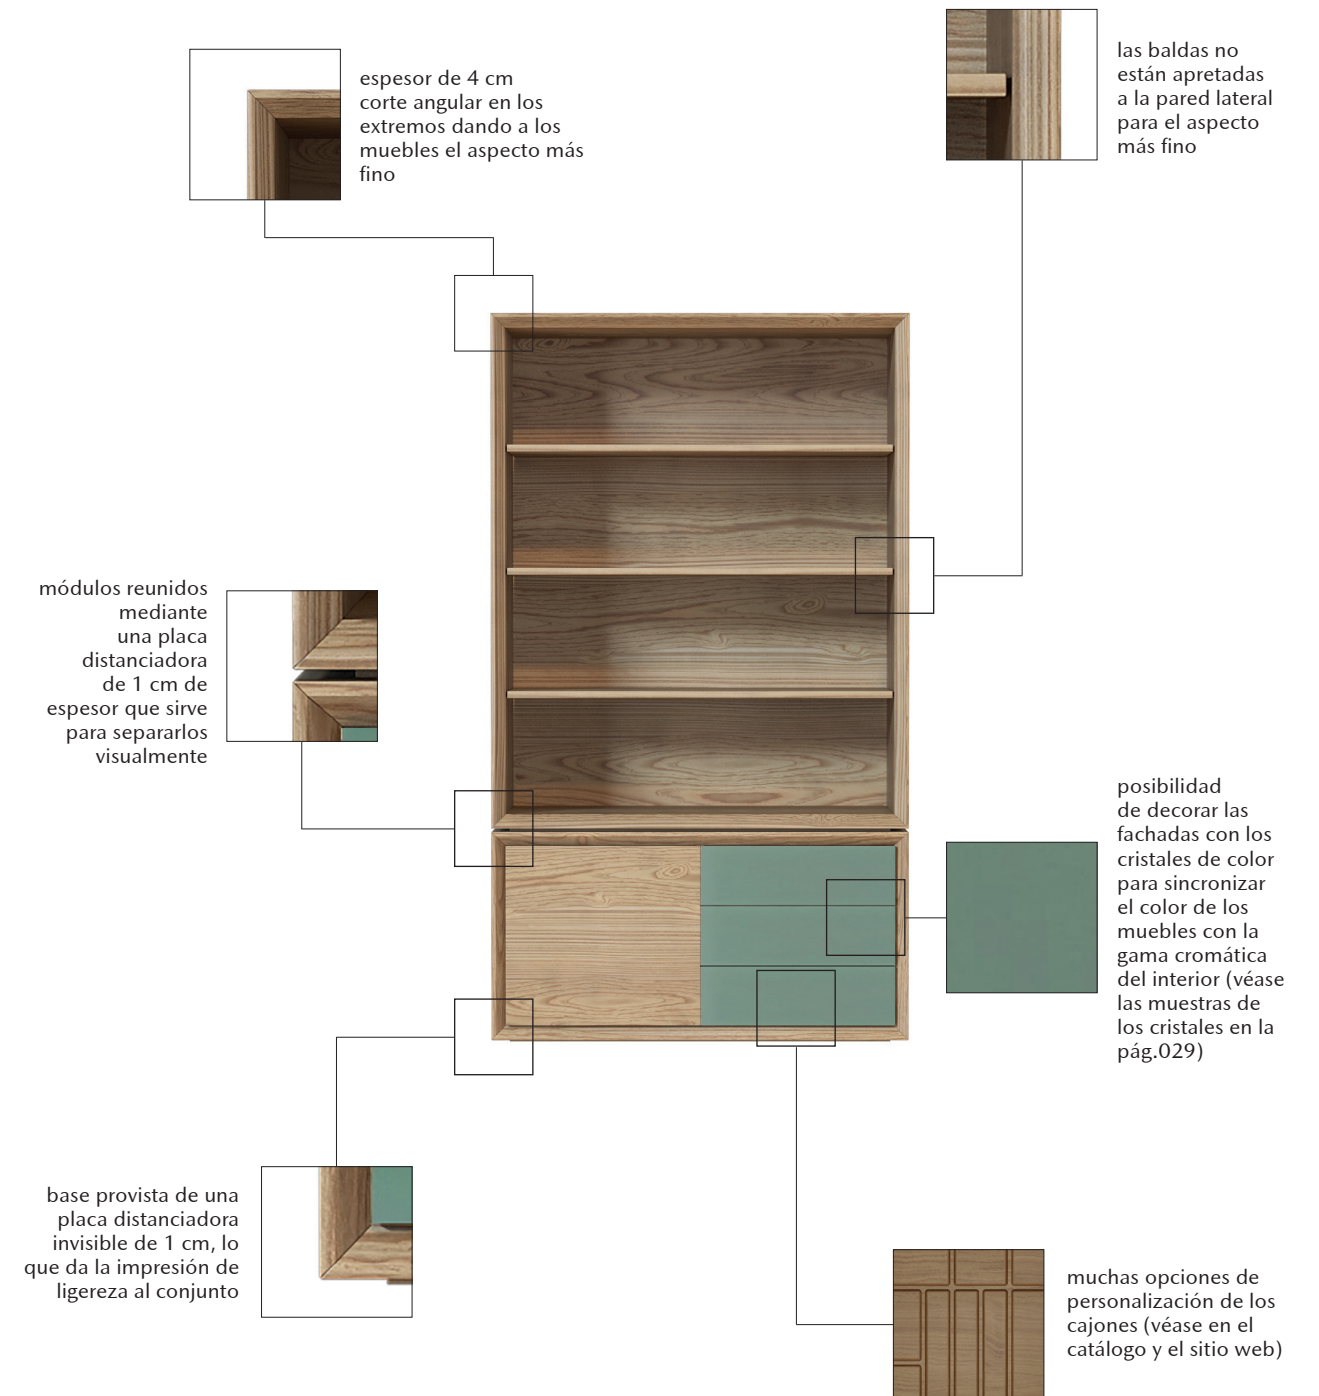 espesor de 4 cm
corte angular en los
extremos dando a los
muebles el aspecto más
fino
las baldas no
están apretadas
a la pared lateral
para el aspecto
más fino
módulos reunidos
mediante
una placa
distanciadora
de 1 cm de
espesor que sirve
para separarlos
visualmente
posibilidad
de decorar las
fachadas con los
cristales de color
para sincronizar
el color de los
muebles con la
gama cromática
del interior (véase
las muestras de
los cristales en la
pág.029)
base provista de una
placa distanciadora
invisible de 1 cm, lo
que da la impresión de
ligereza al conjunto
muchas opciones de
personalización de los
cajones (véase en el
catálogo y el sitio web)